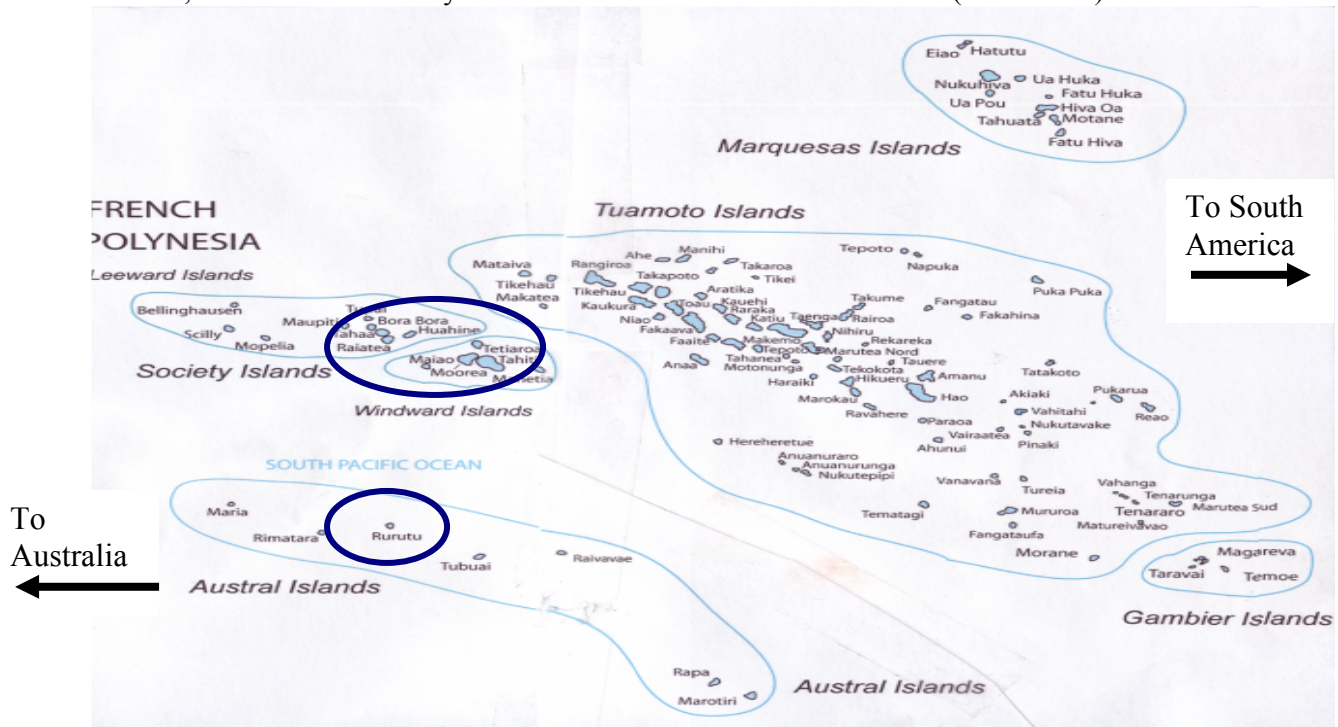 Eiao Hatutu
Nukuhiva Ua Huka
Fatu Huka
Ua Pou Hiva Oa
Tahuata Motane
Fatu Hiva
Marquesas Islands
To South
America
FRENCH
POLYNESIA
Tuamoto Islands
Leeward Islands
Bellinghausen
Maupiti Bora Bora
Tahaa Huahine
Scilly
Mopelia Raiatea
Society Islands
Tetiaroa
Maiao Tahiti
Moorea
Windward Islands
Mataiva
Tikehau
Makatea
Rangiroa
Ahe Manihi
Takapoto Takaroa
Tikei
Tepoto
Napuka
Puka Puka
Tikehau Aratika
Kaukura Toau Kauehi
Niao Raraka
Fakaava Katiu Taenga
Takume
Rairoa
Fangatau
Fakahina
Nihiru
Faaite Makemo Rekareka
Tepoto Marutea Nord
Anaa Tahanea Tauere
Motonunga Tekokota
Haraiki Hikueru Amanu
Tatakoto
Marokau Hao
Akiaki Pukarua
Ravahere Vahitahi Reao
Paraoa Nukutavake
Vairaatea
Ahunui Pinaki
Hereheretue
Anuanuraro
Anuanurunga
Nukutepipi
Vanavana Tureia
Vahanga
Tenarunga
Tenararo Marutea Sud
Tematagi Mururoa
Matureivavao
Fangataufa
Morane
Magareva
Taravai Temoe
Gambier Islands
SOUTH PACIFIC OCEAN
To
Australia
Maria
Rimatara Rurutu
Tubuai Raivavae
Austral Islands
Rapa
Marotiri
Austral Islands